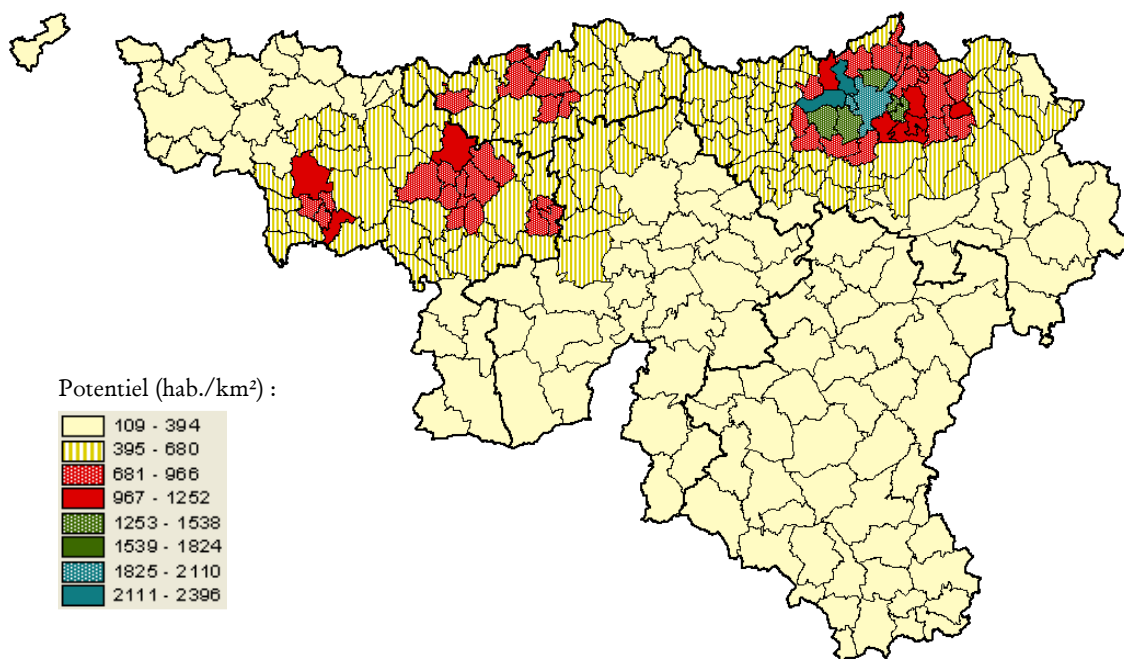 Potentiel (hab./km²) :
109 - 394
395 - 680
681 - 966
967 - 1252
1253 - 1538
1539 - 1824
1825 - 2110
2111 - 2396